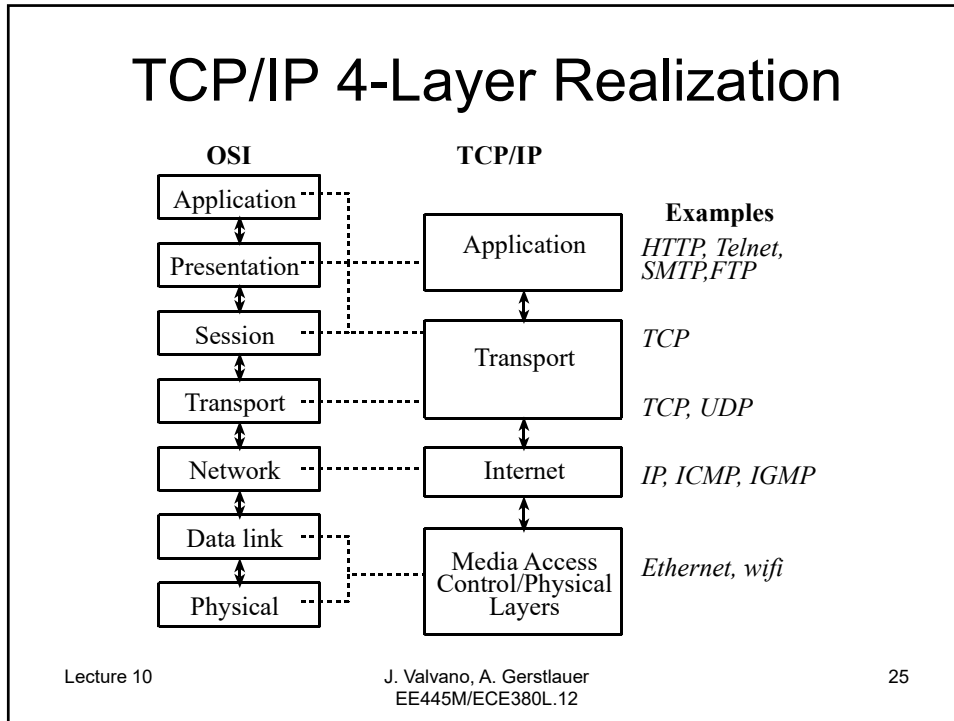 TCP/IP 4-Layer Realization
OSI
Application
Presentation
Session
Transport
Network
Data link
Physical
TCP/IP
Application
Transport
Internet
Media Access
Control/Physical
Layers
Examples
HTTP, Telnet,
SMTP,FTP
TCP
TCP, UDP
IP, ICMP, IGMP
Ethernet, wifi
Lecture 10
J. Valvano, A. Gerstlauer
EE445M/ECE380L.12
25